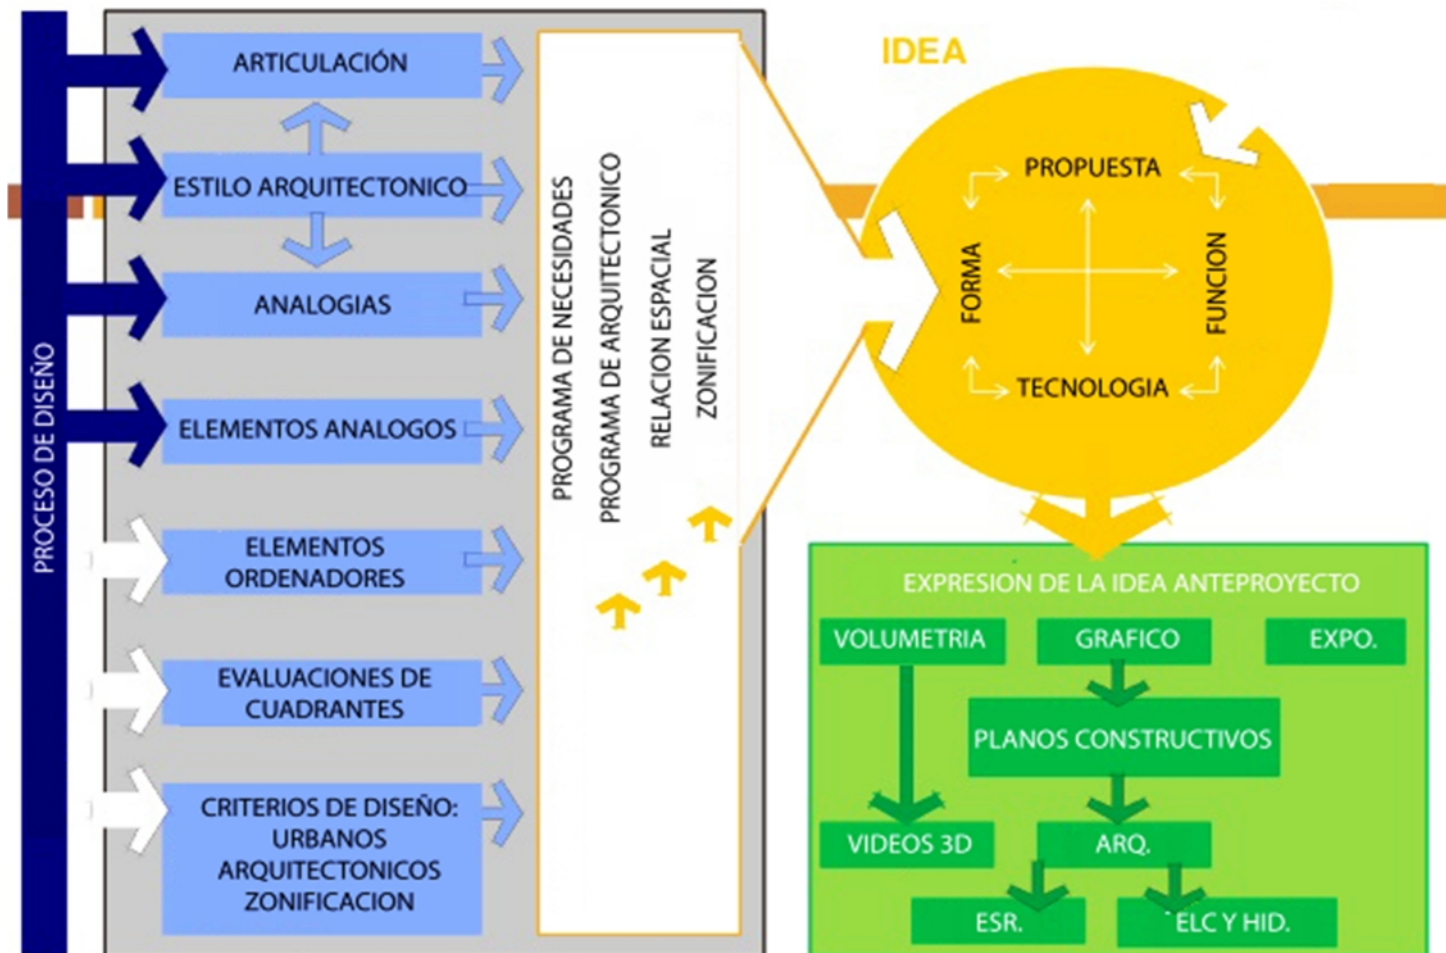 PROCESO DE DISEÑO
ARTICULACIÓN
ESTILO ARQUITECTONICO
ANALOGIAS
ELEMENTOS ANALOGOS
ELEMENTOS
ORDENADORES
EVALUACIONES DE
CUADRANTES
CRITERIOS DE DISEÑO:
URBANOS
ARQUITECTONICOS
ZONIFICACION
PROGRAMA DE NECESIDADES
PROGRAMA DE ARQUITECTONICO
RELACION ESPACIAL
ZONIFICACION
IDEA
PROPUESTA
FORMA
FUNCION
TECNOLOGIA
EXPRESION DE LA IDEA ANTEPROYECTO
VOLUMETRIA
GRAFICO
EXPO.
PLANOS CONSTRUCTIVOS
VIDEOS 3D
ARQ.
ESR.
ELC Y HID.